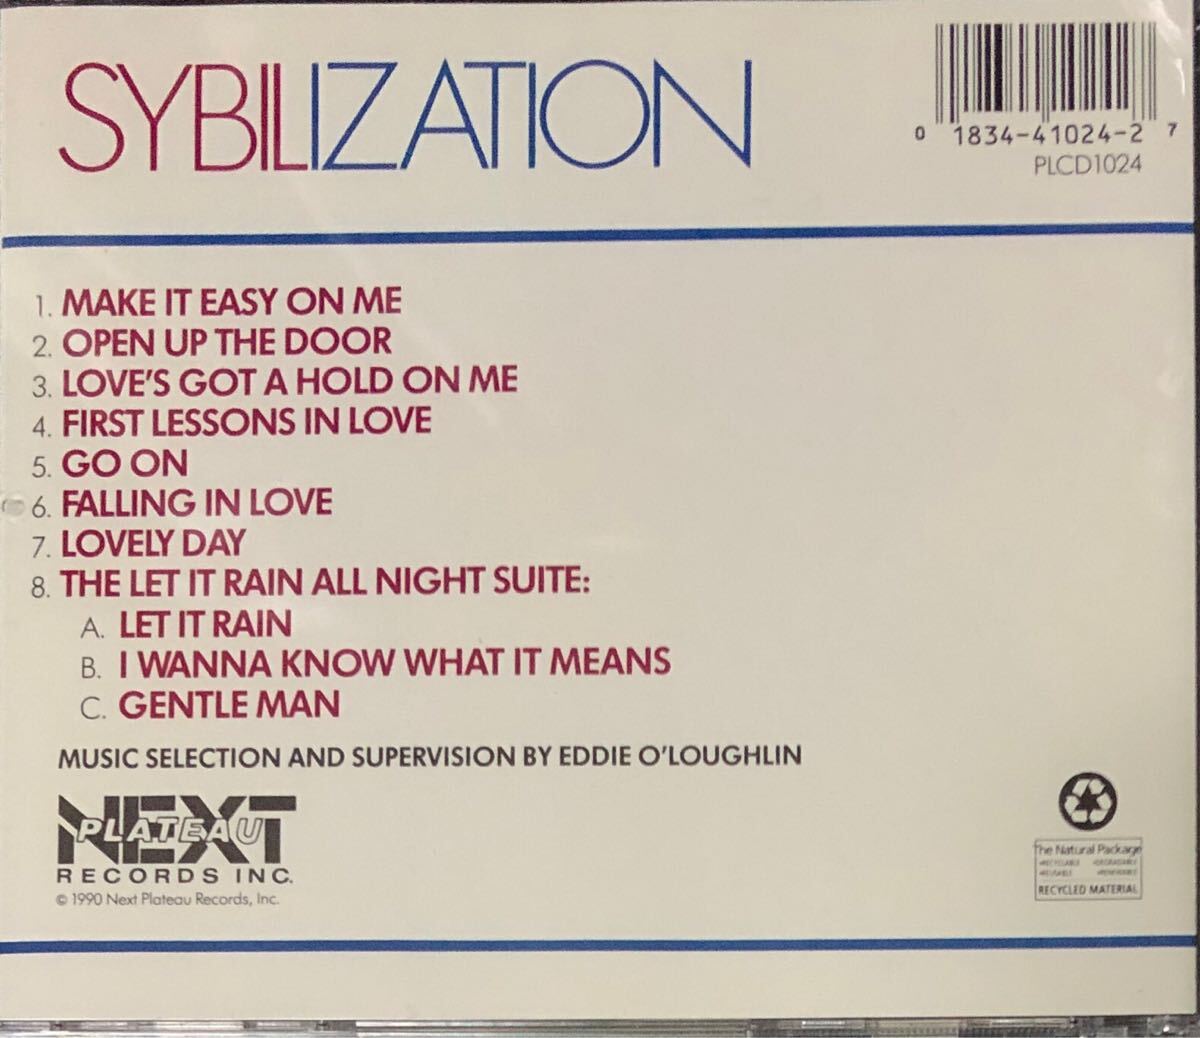 SYBILIZATION
0 1834-41024-2 7
PLCD1024
1. MAKE IT EASY ON ME
2. OPEN UP THE DOOR
3. LOVE'S GOT A HOLD ON ME
4. FIRST LESSONS IN LOVE
5. GO ON
6. FALLING IN LOVE
7. LOVELY DAY
8. THE LET IT RAIN ALL NIGHT SUITE:
A. LET IT RAIN
B. I WANNA KNOW WHAT IT MEANS
C. GENTLE MAN
MUSIC SELECTION AND SUPERVISION BY EDDIE O'LOUGHLIN
NEXT
PLATEAU
RECORDS INC.
© 1990 Next Plateau Records, Inc.
The Natural Package
•RECYCLABLE •DEGRADABLE
•REUSABLE •RENEWABLE
RECYCLED MATERIAL